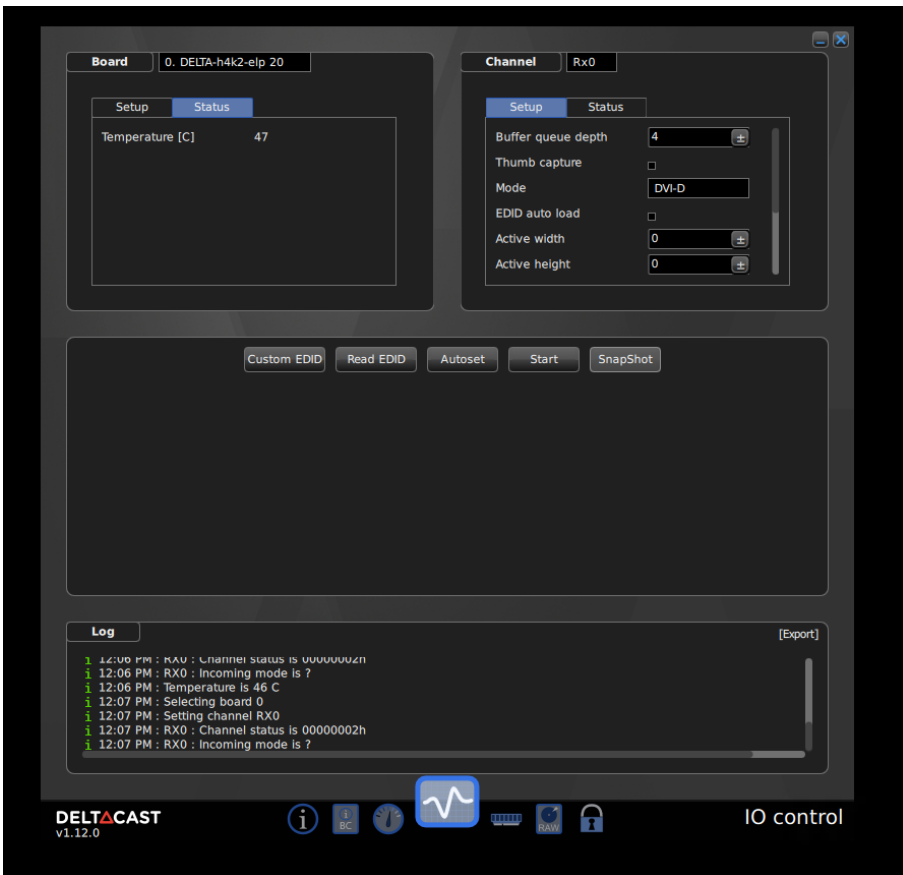 Board
0. DELTA-h4k2-elp 20
Setup
Status
Temperature [C] 47
Channel
Rx0
Setup
Status
Buffer queue depth 4 ±
Thumb capture
Mode DVI-D
EDID auto load
Active width 0 ±
Active height 0 ±
Custom EDID
Read EDID
Autoset
Start
SnapShot
Log
[Export]
i 12:06 PM : RX0 : Channel status is 00000002h
i 12:06 PM : RX0 : Incoming mode is ?
i 12:06 PM : Temperature is 46 C
i 12:07 PM : Selecting board 0
i 12:07 PM : Setting channel RX0
i 12:07 PM : RX0 : Channel status is 00000002h
i 12:07 PM : RX0 : Incoming mode is ?
DELTACAST
v1.12.0
i
i
BC
RAW
IO control